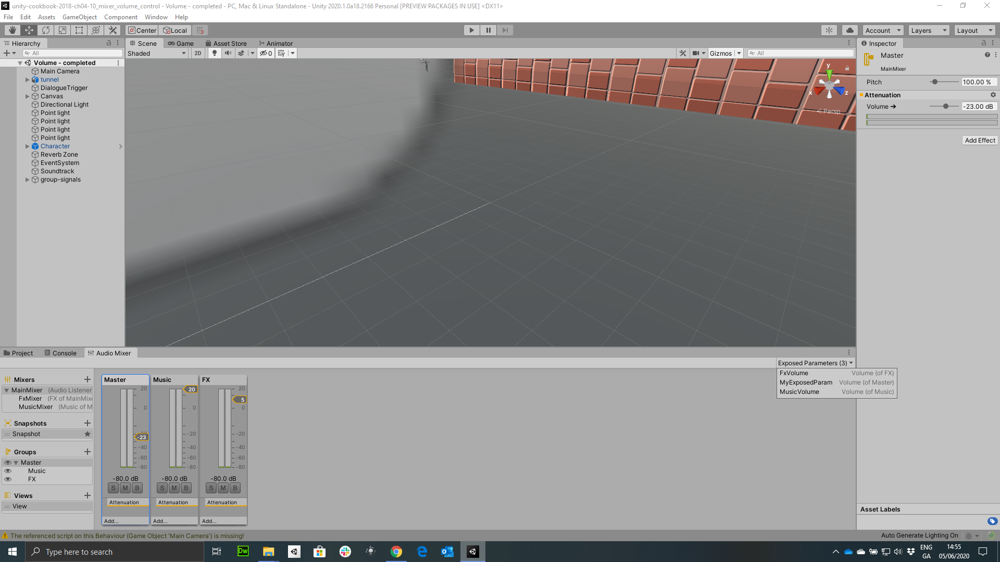 unity-cookbook-2018-ch04-10_mixer_volume_control - Volume - completed - PC, Mac & Linux Standalone - Unity 2020.1.0a18.2166 Personal [PREVIEW PACKAGES IN USE] <DX11>
File Edit Assets GameObject Component Window Help
Center Local Account Layers Layout
Hierarchy
All
Volume - completed
Main Camera
tunnel
DialogueTrigger
Canvas
Directional Light
Point light
Point light
Point light
Point light
Character
Reverb Zone
EventSystem
Soundtrack
group-signals
Scene Game Asset Store Animator
Shaded 2D 0 Gizmos All
y
x z
Persp
Inspector
Master
MainMixer
Pitch 100.00 %
Attenuation
Volume ➔ -23.00 dB
Add Effect
Asset Labels
Project Console Audio Mixer
Exposed Parameters (3)
FxVolume Volume (of FX)
MyExposedParam Volume (of Master)
MusicVolume Volume (of Music)
Mixers
MainMixer (Audio Listener
FxMixer (FX of MainMix
MusicMixer (Music of M
Snapshots
Snapshot
Groups
Master
Music
FX
Views
View
Master
20
0
-23
-40
-60
-80
-80.0 dB
S M B
Attenuation
Add...
Music
20
0
-20
-40
-60
-80
-80.0 dB
S M B
Attenuation
Add...
FX
20
5
0
-20
-40
-60
-80
-80.0 dB
S M B
Attenuation
Add...
The referenced script on this Behaviour (Game Object 'Main Camera') is missing!
Auto Generate Lighting On
Type here to search
Dw
ENG
GA
14:55
05/06/2020